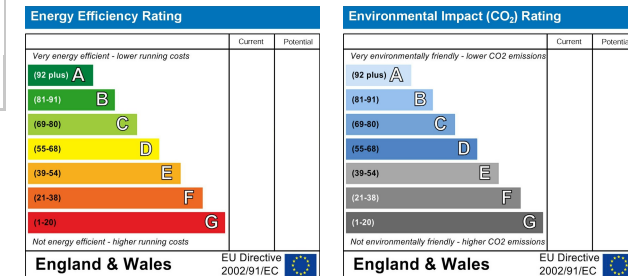 Energy Efficiency Rating
Current Potential
Very energy efficient - lower running costs
(92 plus) A
(81-91) B
(69-80) C
(55-68) D
(39-54) E
(21-38) F
(1-20) G
Not energy efficient - higher running costs
England & Wales
EU Directive
2002/91/EC
Environmental Impact (CO₂) Rating
Current Potential
Very environmentally friendly - lower CO2 emissions
(92 plus) A
(81-91) B
(69-80) C
(55-68) D
(39-54) E
(21-38) F
(1-20) G
Not environmentally friendly - higher CO2 emissions
England & Wales
EU Directive
2002/91/EC